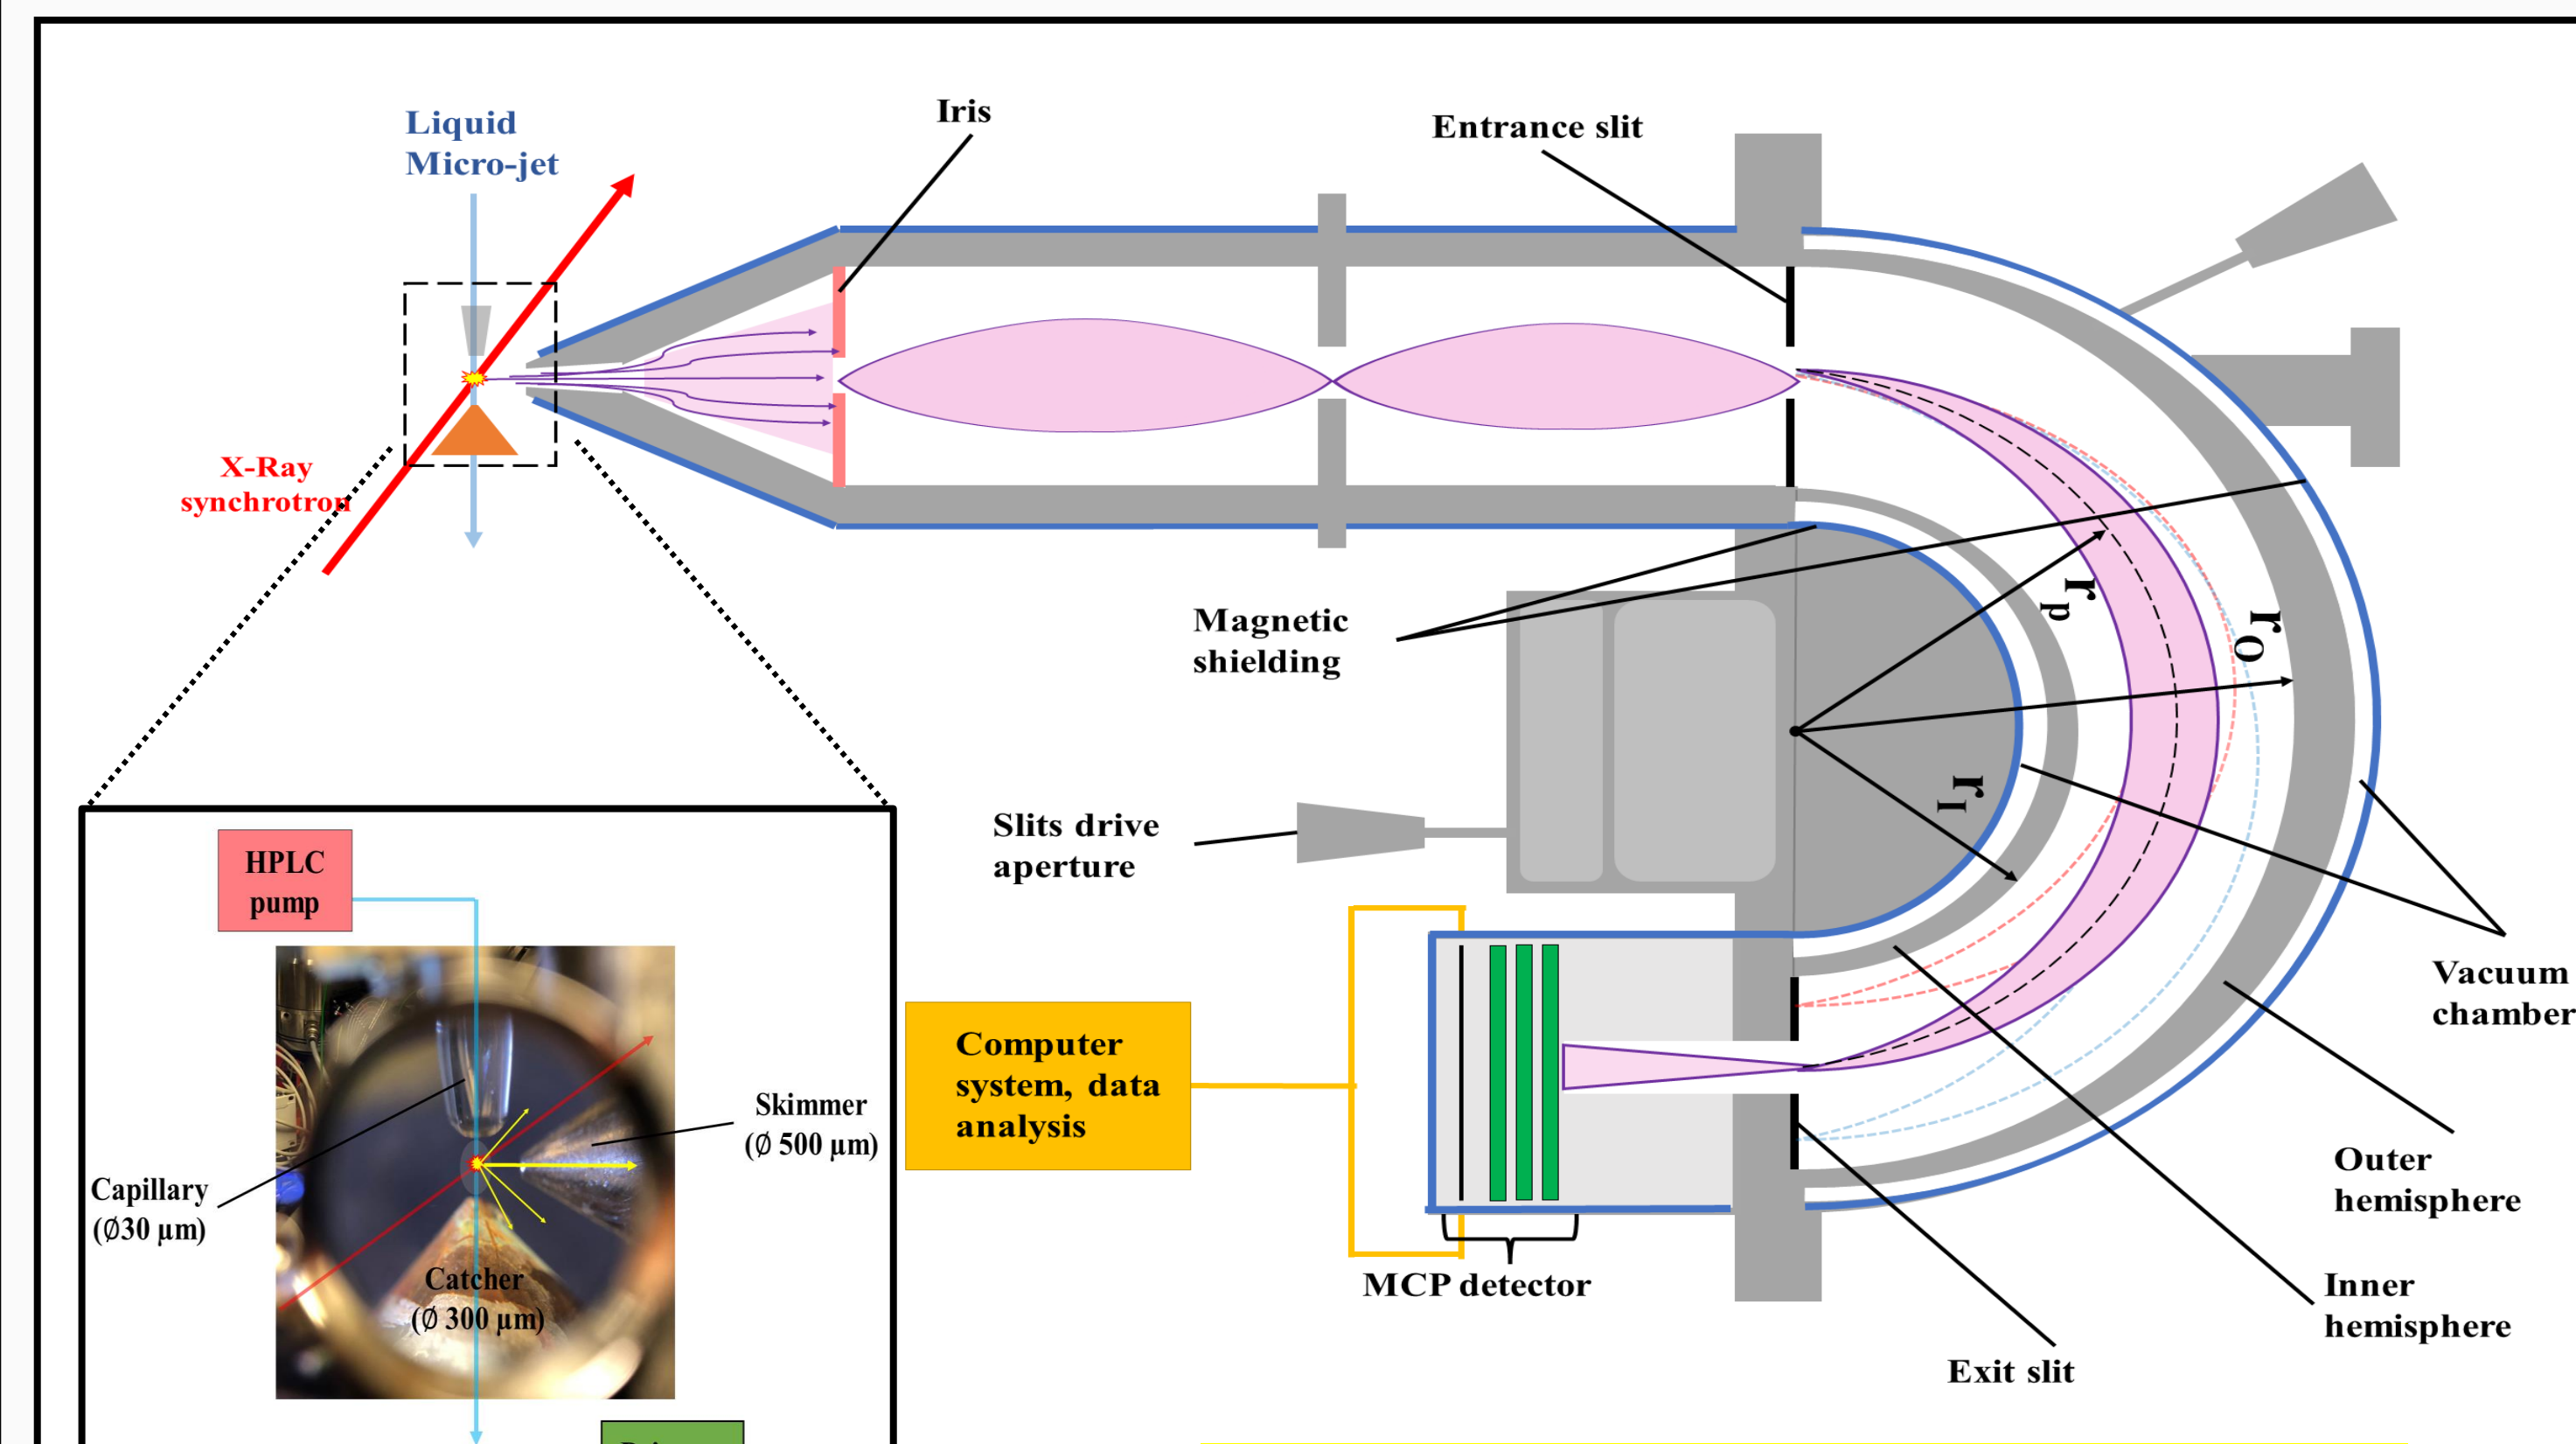 Liquid
Micro-jet
Iris
Entrance slit
X-Ray
synchrotron
r p
r O
Magnetic
shielding
r I
Slits drive
aperture
HPLC
pump
Vacuum
chamber
Computer
system, data
analysis
Skimmer
(∅ 500 µm)
Capillary
(∅30 µm)
Outer
hemisphere
Catcher
(∅ 300 µm)
MCP detector
Inner
hemisphere
Exit slit